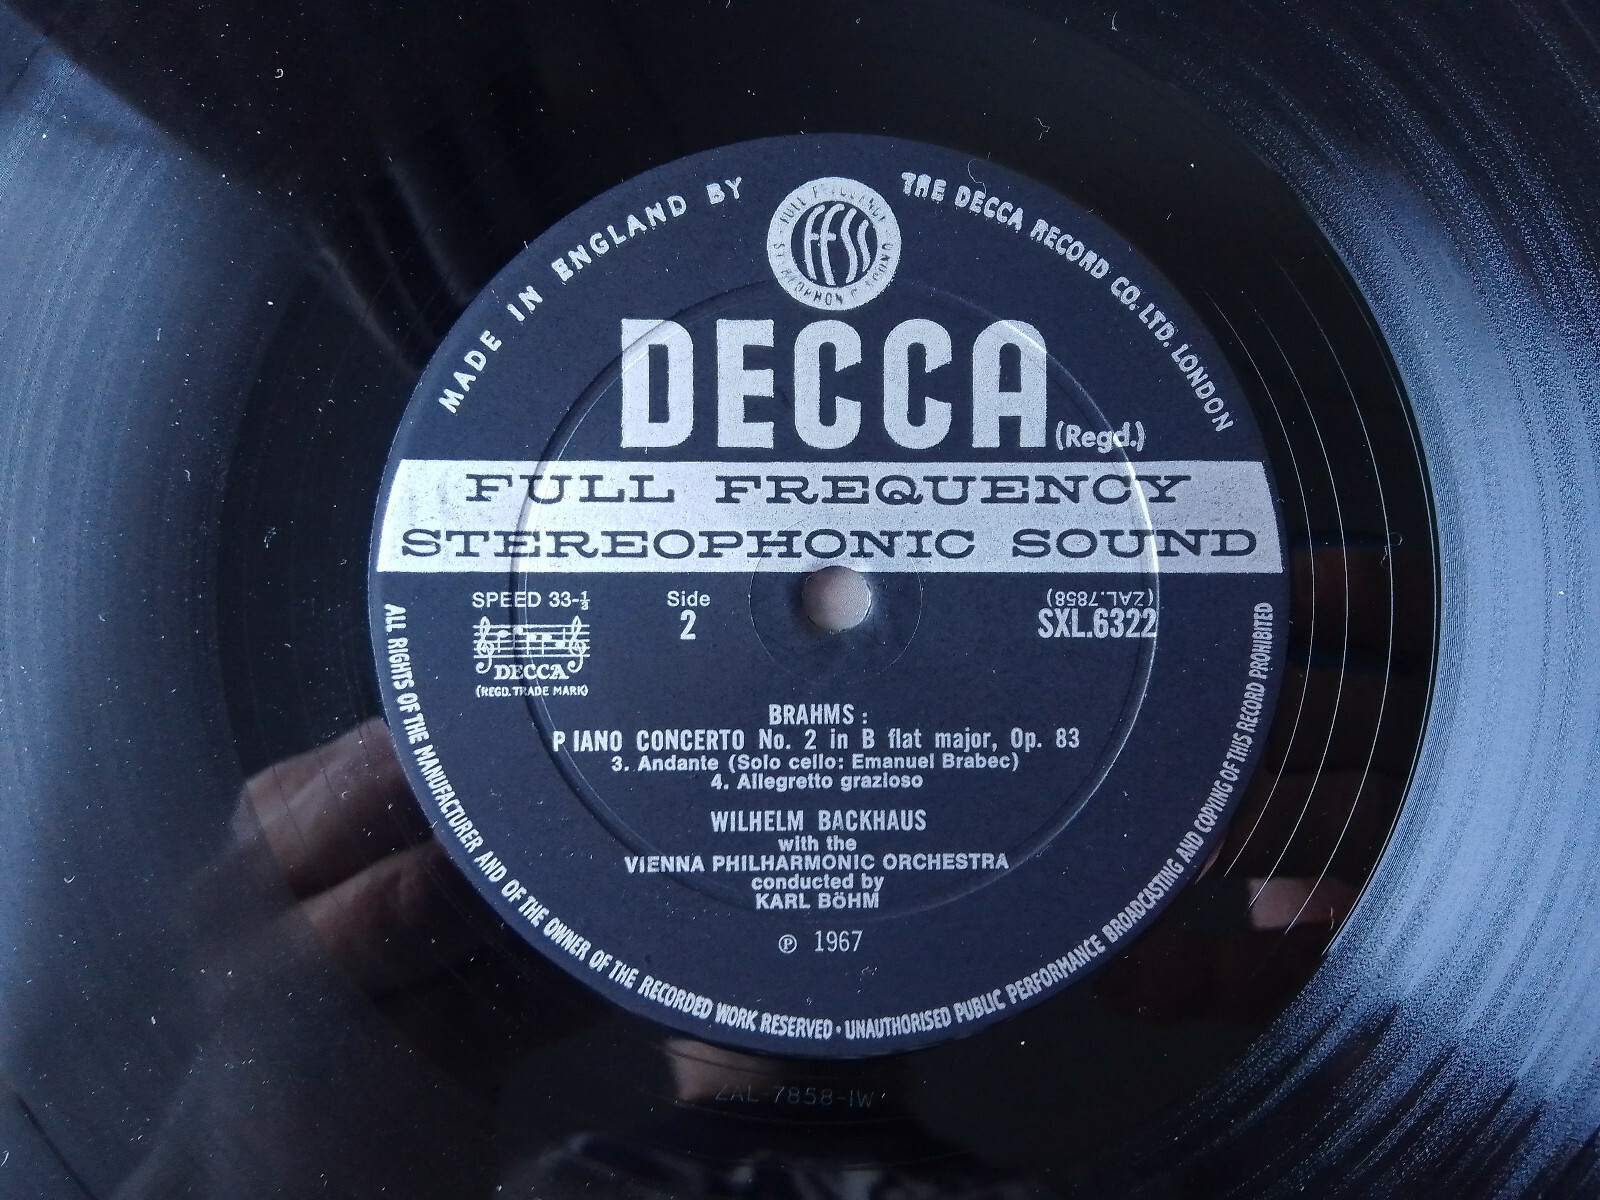 MADE IN ENGLAND BY
THE DECCA RECORD CO. LTD. LONDON
FULL FREQUENCY
STEREOPHONIC SOUND
FFSS
DECCA
(Regd.)
FULL FREQUENCY
STEREOPHONIC SOUND
SPEED 33-⅓
Side
2
(ZAL.7858)
SXL.6322
DECCA
(REGD. TRADE MARK)
BRAHMS :
PIANO CONCERTO No. 2 in B flat major, Op. 83
3. Andante (Solo cello: Emanuel Brabec)
4. Allegretto grazioso
WILHELM BACKHAUS
with the
VIENNA PHILHARMONIC ORCHESTRA
conducted by
KARL BöHM
℗ 1967
ALL RIGHTS OF THE MANUFACTURER AND OF THE OWNER OF THE RECORDED WORK RESERVED · UNAUTHORISED PUBLIC PERFORMANCE BROADCASTING AND COPYING OF THIS RECORD PROHIBITED
ZAL-7858-1W